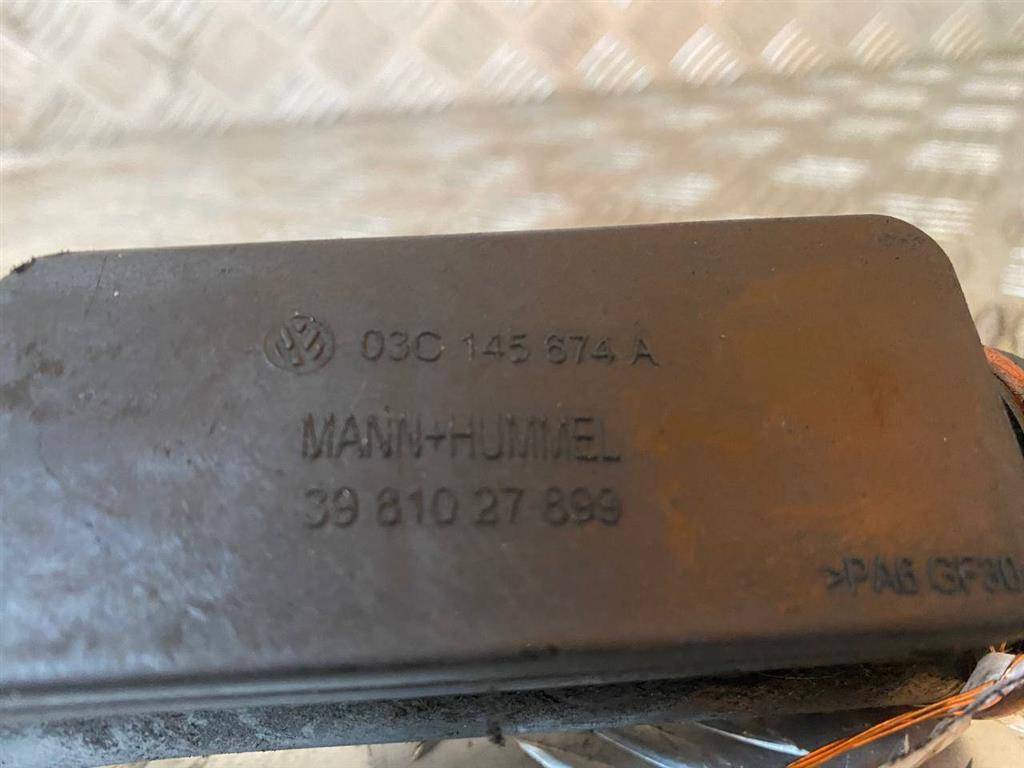 03C 145 674 A
MANN+HUMMEL
39 810 27 899
>PA6 GF30